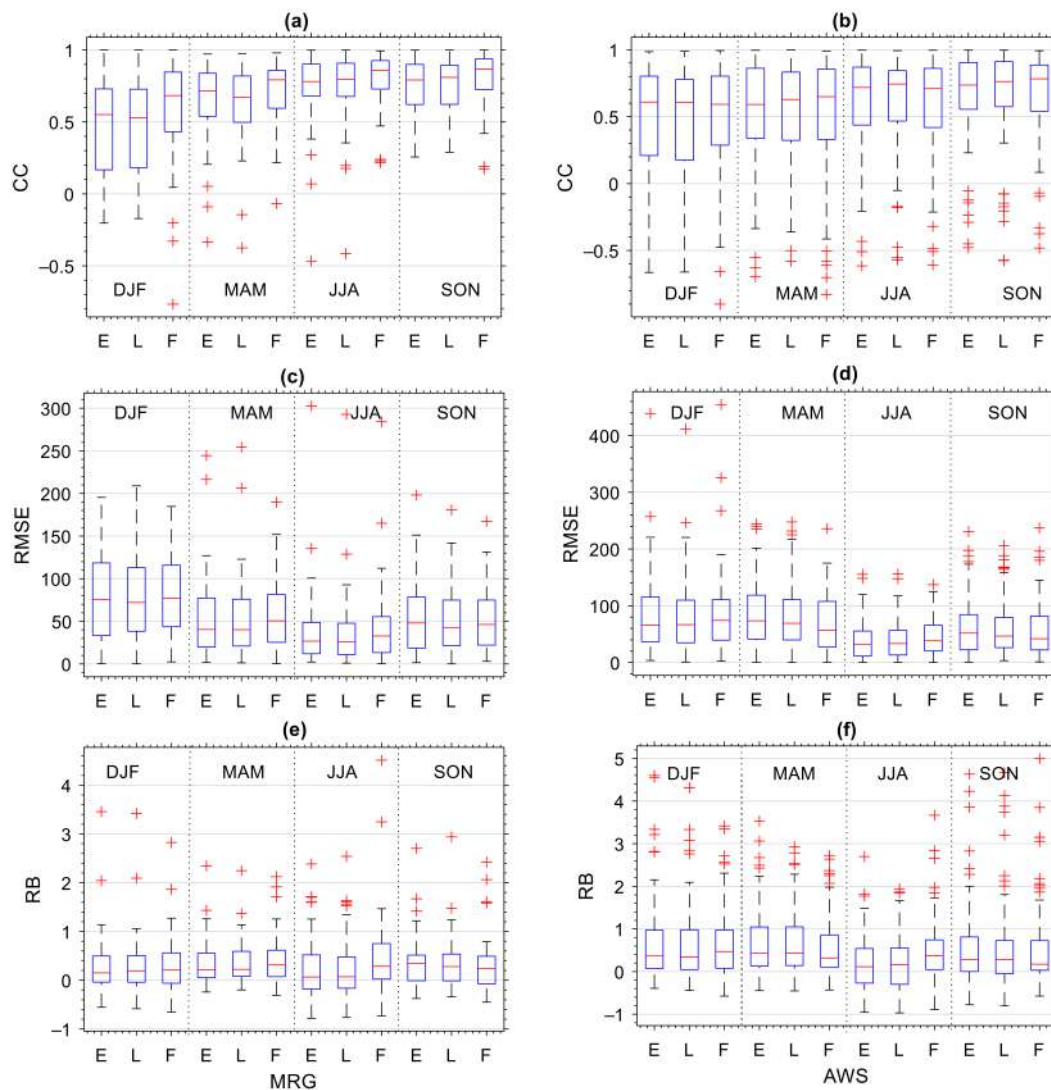 (a)
1
0.5
0
–0.5
CC
DJF
MAM
JJA
SON
E L F E L F E L F E L F
(b)
1
0.5
0
–0.5
CC
DJF
MAM
JJA
SON
E L F E L F E L F E L F
(c)
300
250
200
150
100
50
0
RMSE
DJF
MAM
JJA
SON
E L F E L F E L F E L F
(d)
400
300
200
100
0
RMSE
DJF
MAM
JJA
SON
E L F E L F E L F E L F
(e)
4
3
2
1
0
–1
RB
DJF
MAM
JJA
SON
E L F E L F E L F E L F
MRG
(f)
5
4
3
2
1
0
–1
RB
DJF
MAM
JJA
SON
E L F E L F E L F E L F
AWS